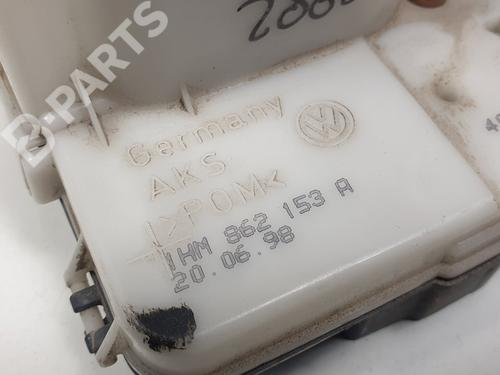 B-PARTS
Germany
AKS
>POM<
1HM 862 153 A
20.06.98